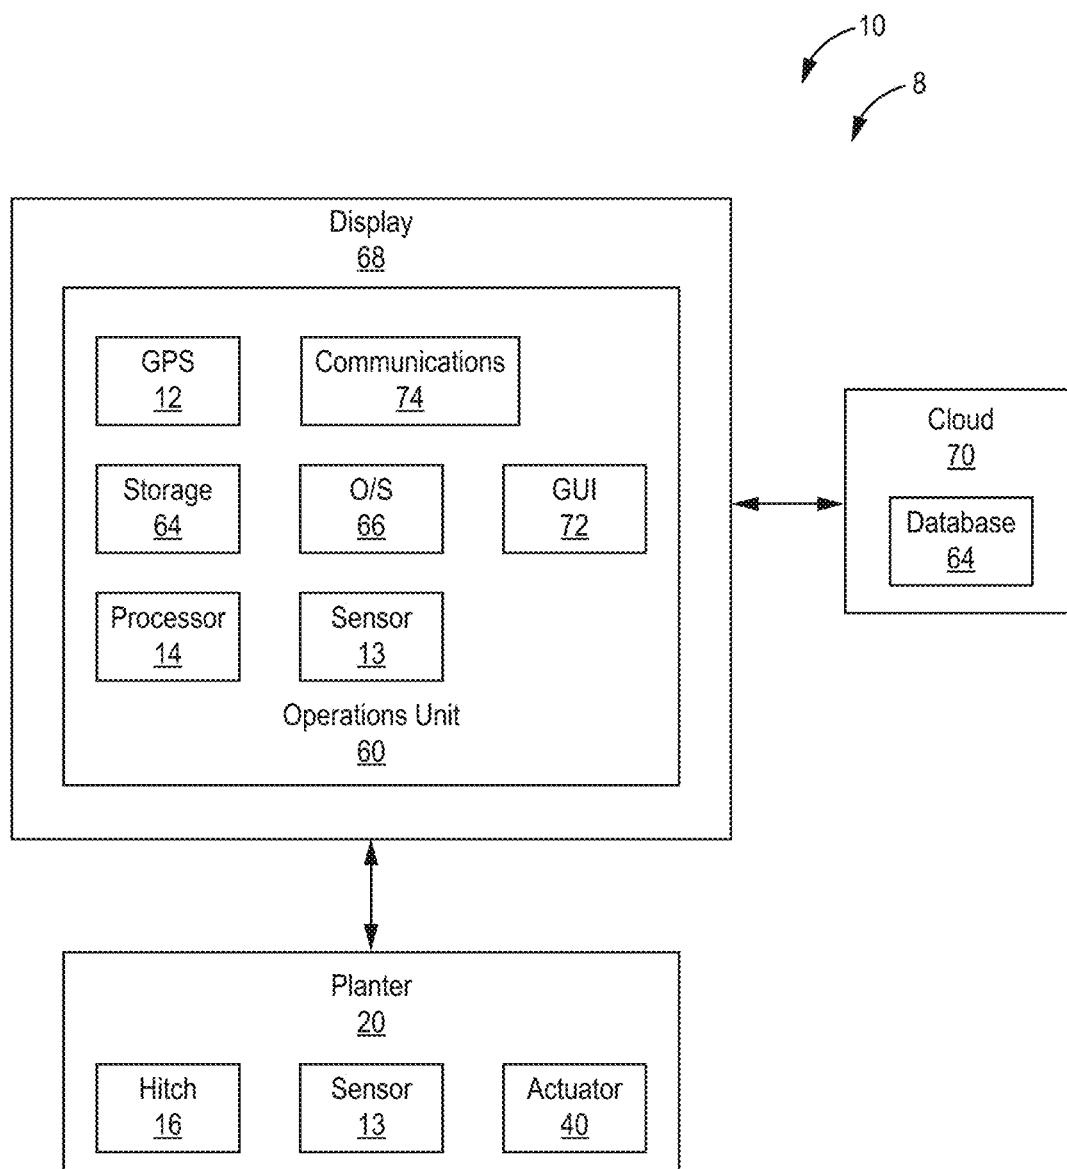 10
8
Display
68
GPS
12
Communications
74
Storage
64
O/S
66
GUI
72
Processor
14
Sensor
13
Operations Unit
60
Cloud
70
Database
64
Planter
20
Hitch
16
Sensor
13
Actuator
40